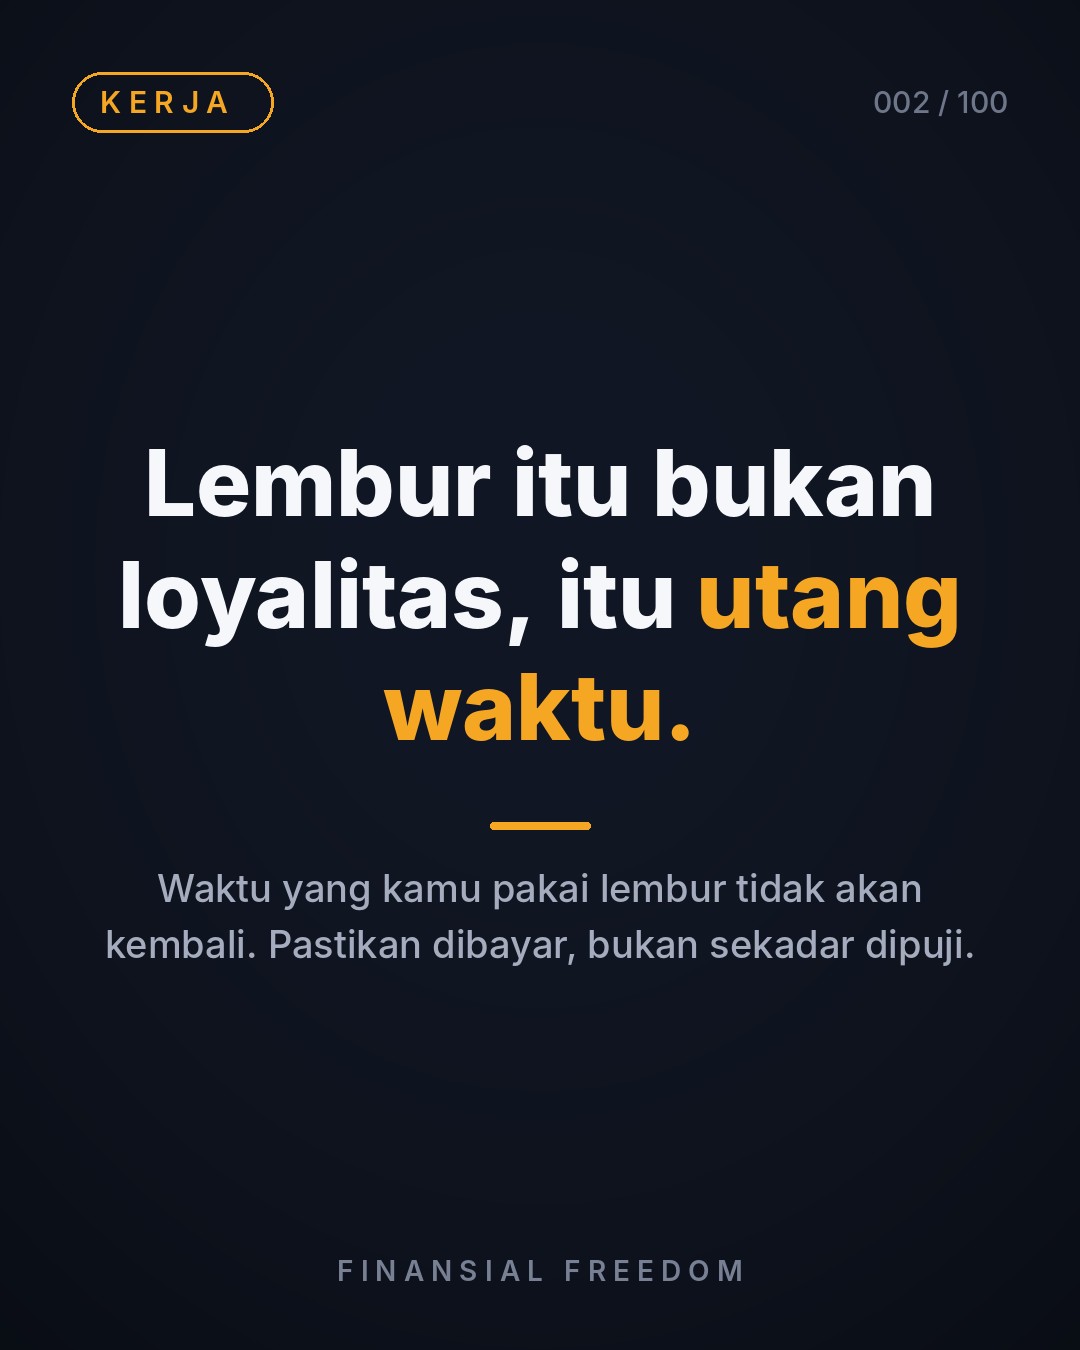 KERJA
002 / 100
Lembur itu bukan
loyalitas, itu utang
waktu.
Waktu yang kamu pakai lembur tidak akan
kembali. Pastikan dibayar, bukan sekadar dipuji.
FINANSIAL FREEDOM